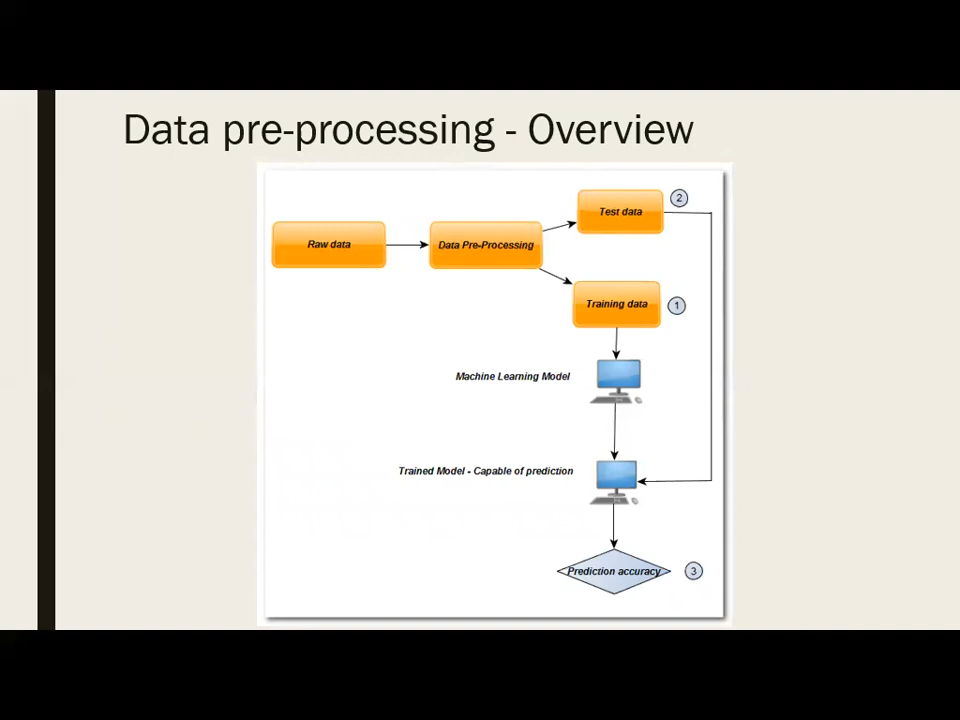 Data pre-processing - Overview
Test data
2
Raw data
Data Pre-Processing
Training data
1
Machine Learning Model
Trained Model - Capable of prediction
Prediction accuracy
3